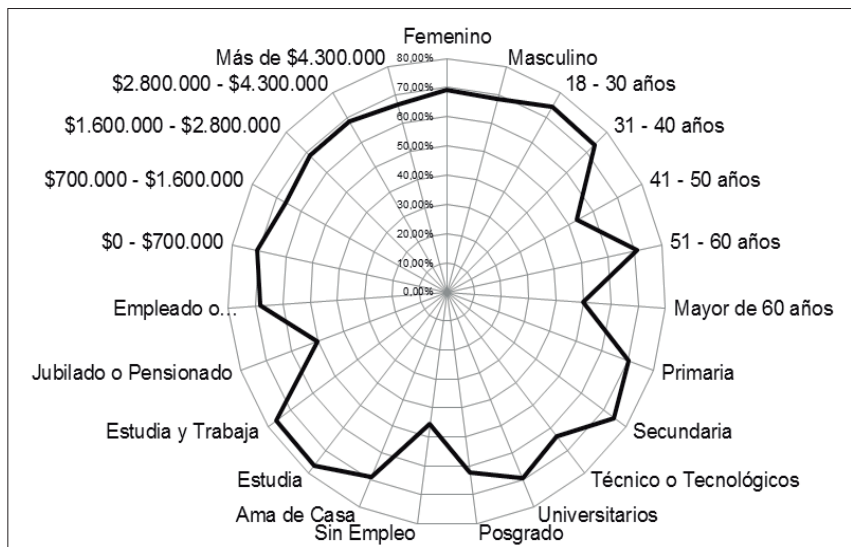 Femenino
Masculino
18 - 30 años
31 - 40 años
41 - 50 años
51 - 60 años
Mayor de 60 años
Primaria
Secundaria
Técnico o Tecnológicos
Universitarios
Posgrado
Sin Empleo
Ama de Casa
Estudia
Estudia y Trabaja
Jubilado o Pensionado
Empleado o...
$0 - $700.000
$700.000 - $1.600.000
$1.600.000 - $2.800.000
$2.800.000 - $4.300.000
Más de $4.300.000
80,00%
70,00%
60,00%
50,00%
40,00%
30,00%
20,00%
10,00%
0,00%